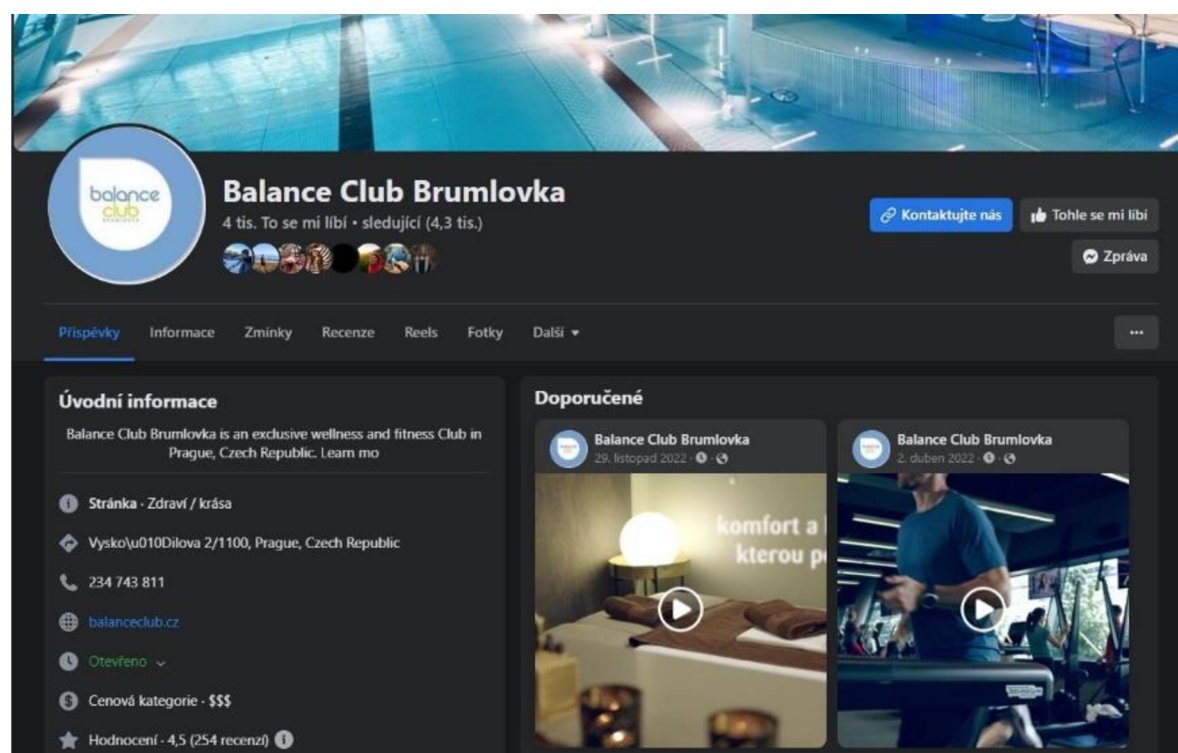 balance
club
BRUMLOVKA
Balance Club Brumlovka
4 tis. To se mi líbí • sledující (4,3 tis.)
Kontaktujte nás
Tohle se mi líbí
Zpráva
Příspěvky
Informace
Zmínky
Recenze
Reels
Fotky
Další
Úvodní informace
Balance Club Brumlovka is an exclusive wellness and fitness Club in
Prague, Czech Republic. Learn mo
Stránka · Zdraví / krása
Vysko\u010Dilova 2/1100, Prague, Czech Republic
234 743 811
balanceclub.cz
Otevřeno
Cenová kategorie · $$$
Hodnocení · 4,5 (254 recenzí)
Doporučené
Balance Club Brumlovka
29. listopad 2022 ·
komfort a
kterou p
Balance Club Brumlovka
2. duben 2022 ·